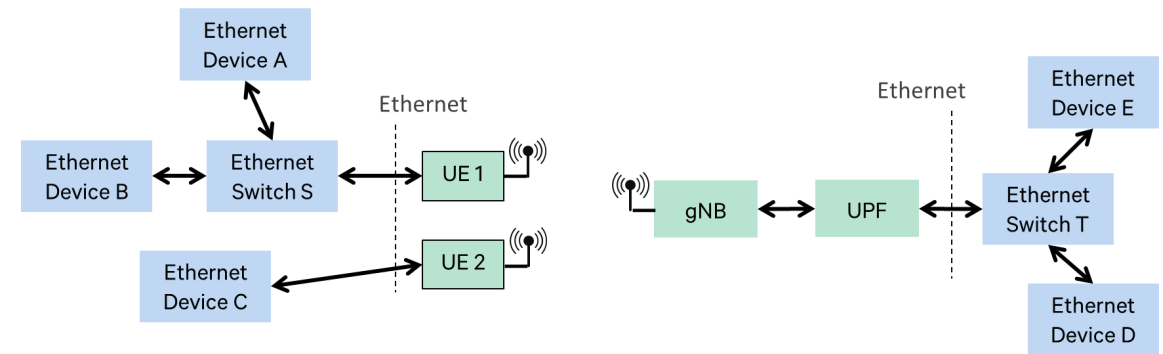 Ethernet
Device A
Ethernet
Ethernet
Device B
Ethernet
Switch S
UE 1
Ethernet
Device C
UE 2
Ethernet
gNB
UPF
Ethernet
Switch T
Ethernet
Device E
Ethernet
Device D